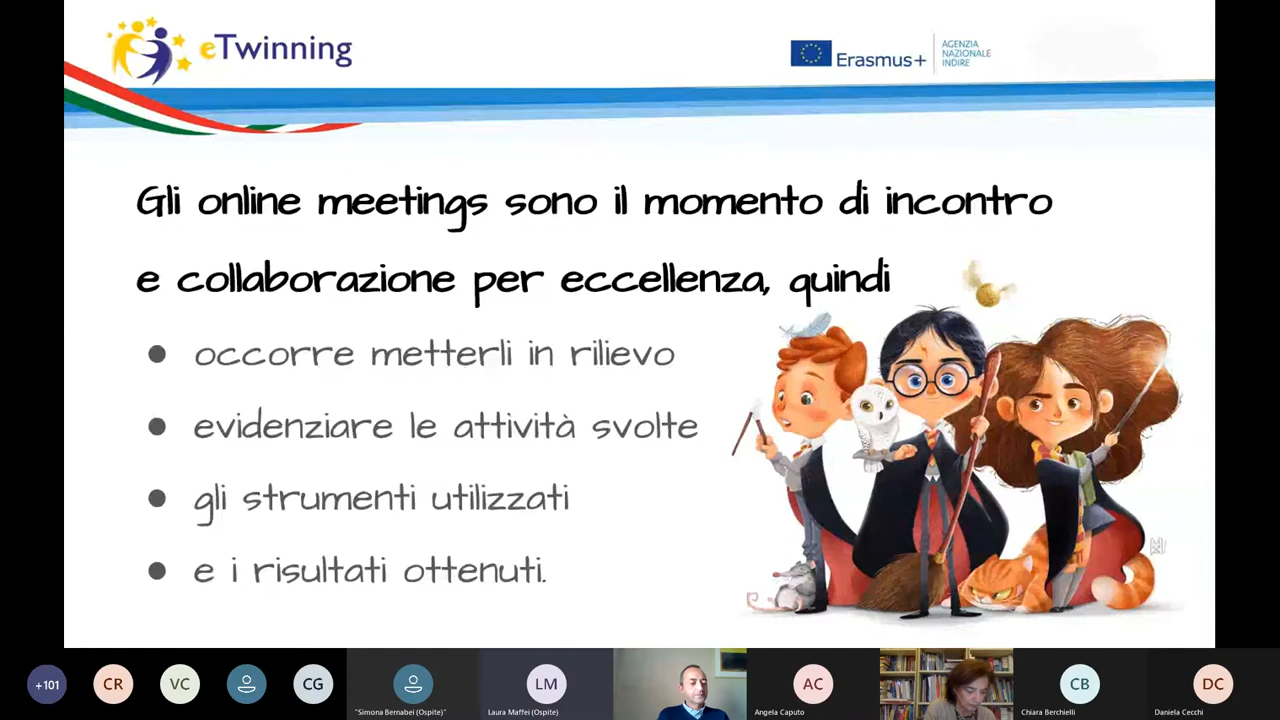 eTwinning
Erasmus+
AGENZIA
NAZIONALE
INDIRE
Gli online meetings sono il momento di incontro
e collaborazione per eccellenza, quindi
● occorre metterli in rilievo
● evidenziare le attività svolte
● gli strumenti utilizzati
● e i risultati ottenuti.
+101
CR
VC
CG
"Simona Bernabei (Ospite)"
LM
Laura Maffei (Ospite)
AC
Angela Caputo
CB
Chiara Berchielli
DC
Daniela Cecchi